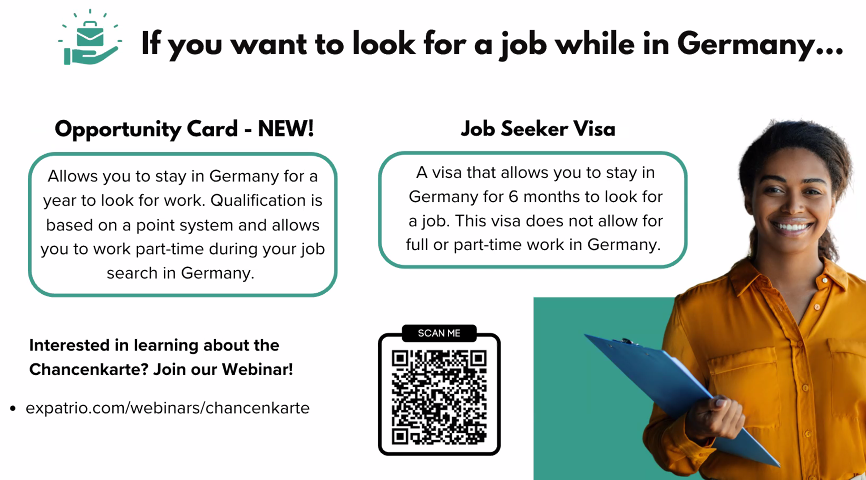 If you want to look for a job while in Germany...
Opportunity Card - NEW!
Allows you to stay in Germany for a
year to look for work. Qualification is
based on a point system and allows
you to work part-time during your job
search in Germany.
Job Seeker Visa
A visa that allows you to stay in
Germany for 6 months to look for
a job. This visa does not allow for
full or part-time work in Germany.
Interested in learning about the
Chancenkarte? Join our Webinar!
• expatrio.com/webinars/chancenkarte
SCAN ME